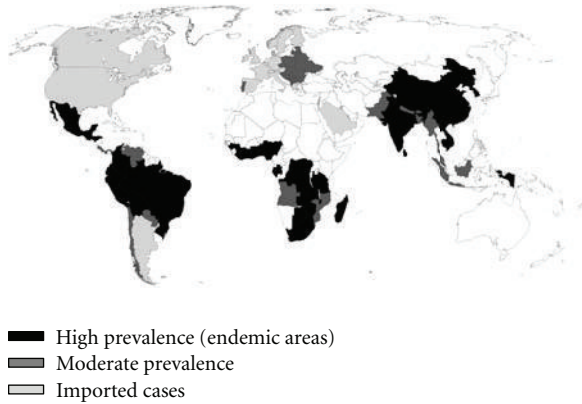 High prevalence (endemic areas)
Moderate prevalence
Imported cases